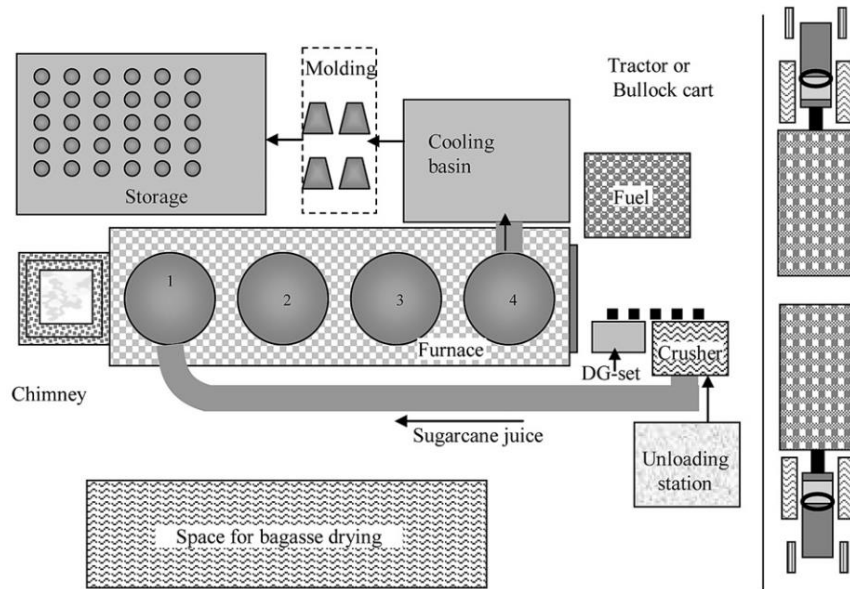 Molding
Tractor or
Bullock cart
Cooling
basin
Storage
Fuel
1
2
3
4
Furnace
Crusher
DG-set
Chimney
Sugarcane juice
Unloading
station
Space for bagasse drying